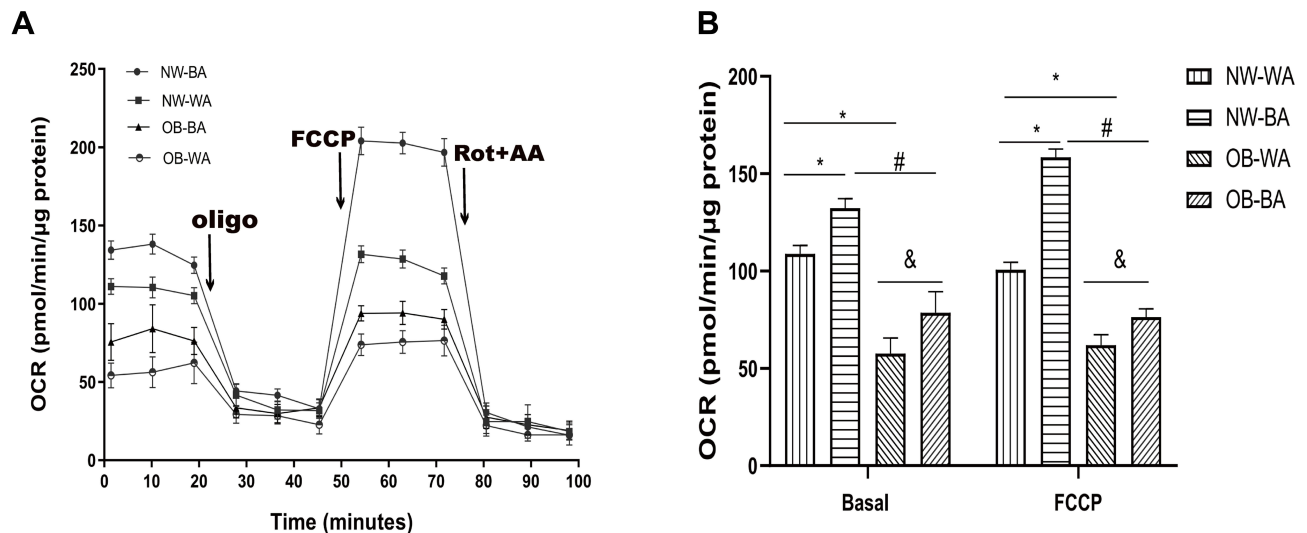 A
250
200
150
100
50
0
OCR (pmol/min/µg protein)
NW-BA
NW-WA
OB-BA
OB-WA
oligo
FCCP
Rot+AA
0 10 20 30 40 50 60 70 80 90 100
Time (minutes)
B
200
150
100
50
0
OCR (pmol/min/µg protein)
* * # &
* * # &
Basal FCCP
NW-WA
NW-BA
OB-WA
OB-BA